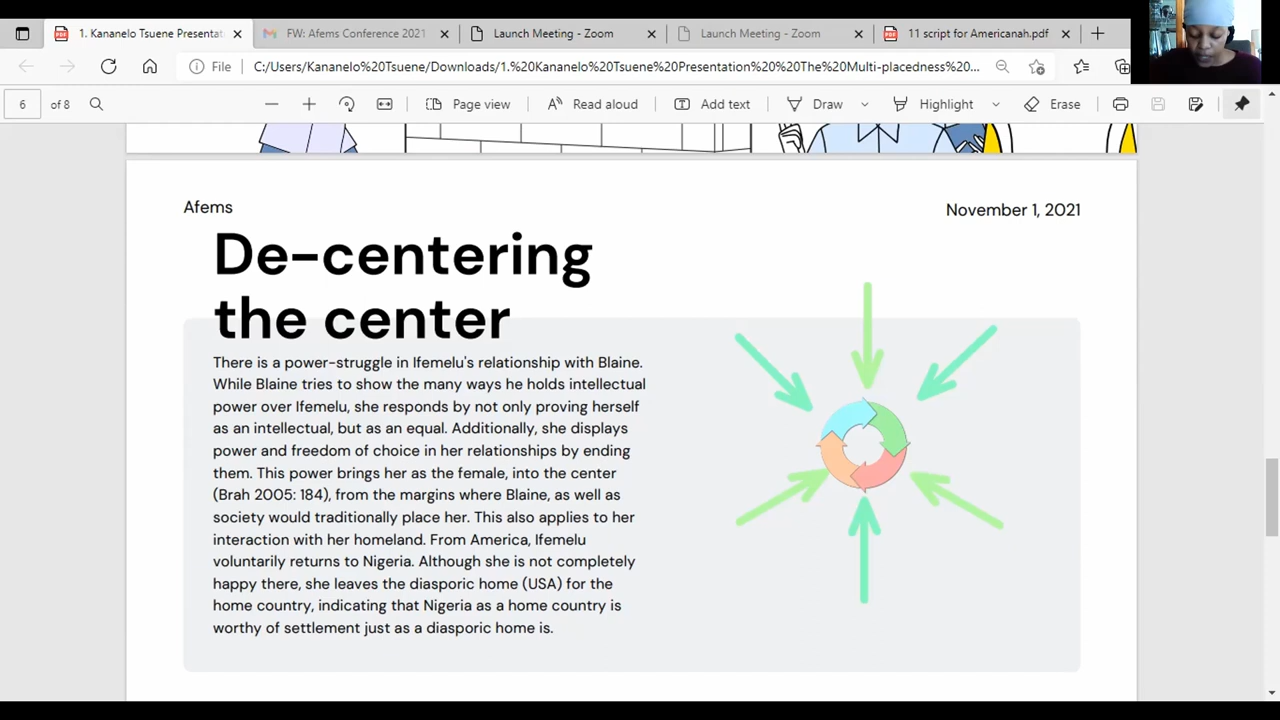 1. Kananelo Tsuene Presentat
FW: Afems Conference 2021
Launch Meeting - Zoom
Launch Meeting - Zoom
11 script for Americanah.pdf
File
C:/Users/Kananelo%20Tsuene/Downloads/1.%20Kananelo%20Tsuene%20Presentation%20%20The%20Multi-placedness%20...
6
of 8
Page view
Read aloud
Add text
Draw
Highlight
Erase
Afems
November 1, 2021
De-centering
the center
There is a power-struggle in Ifemelu's relationship with Blaine.
While Blaine tries to show the many ways he holds intellectual
power over Ifemelu, she responds by not only proving herself
as an intellectual, but as an equal. Additionally, she displays
power and freedom of choice in her relationships by ending
them. This power brings her as the female, into the center
(Brah 2005: 184), from the margins where Blaine, as well as
society would traditionally place her. This also applies to her
interaction with her homeland. From America, Ifemelu
voluntarily returns to Nigeria. Although she is not completely
happy there, she leaves the diasporic home (USA) for the
home country, indicating that Nigeria as a home country is
worthy of settlement just as a diasporic home is.